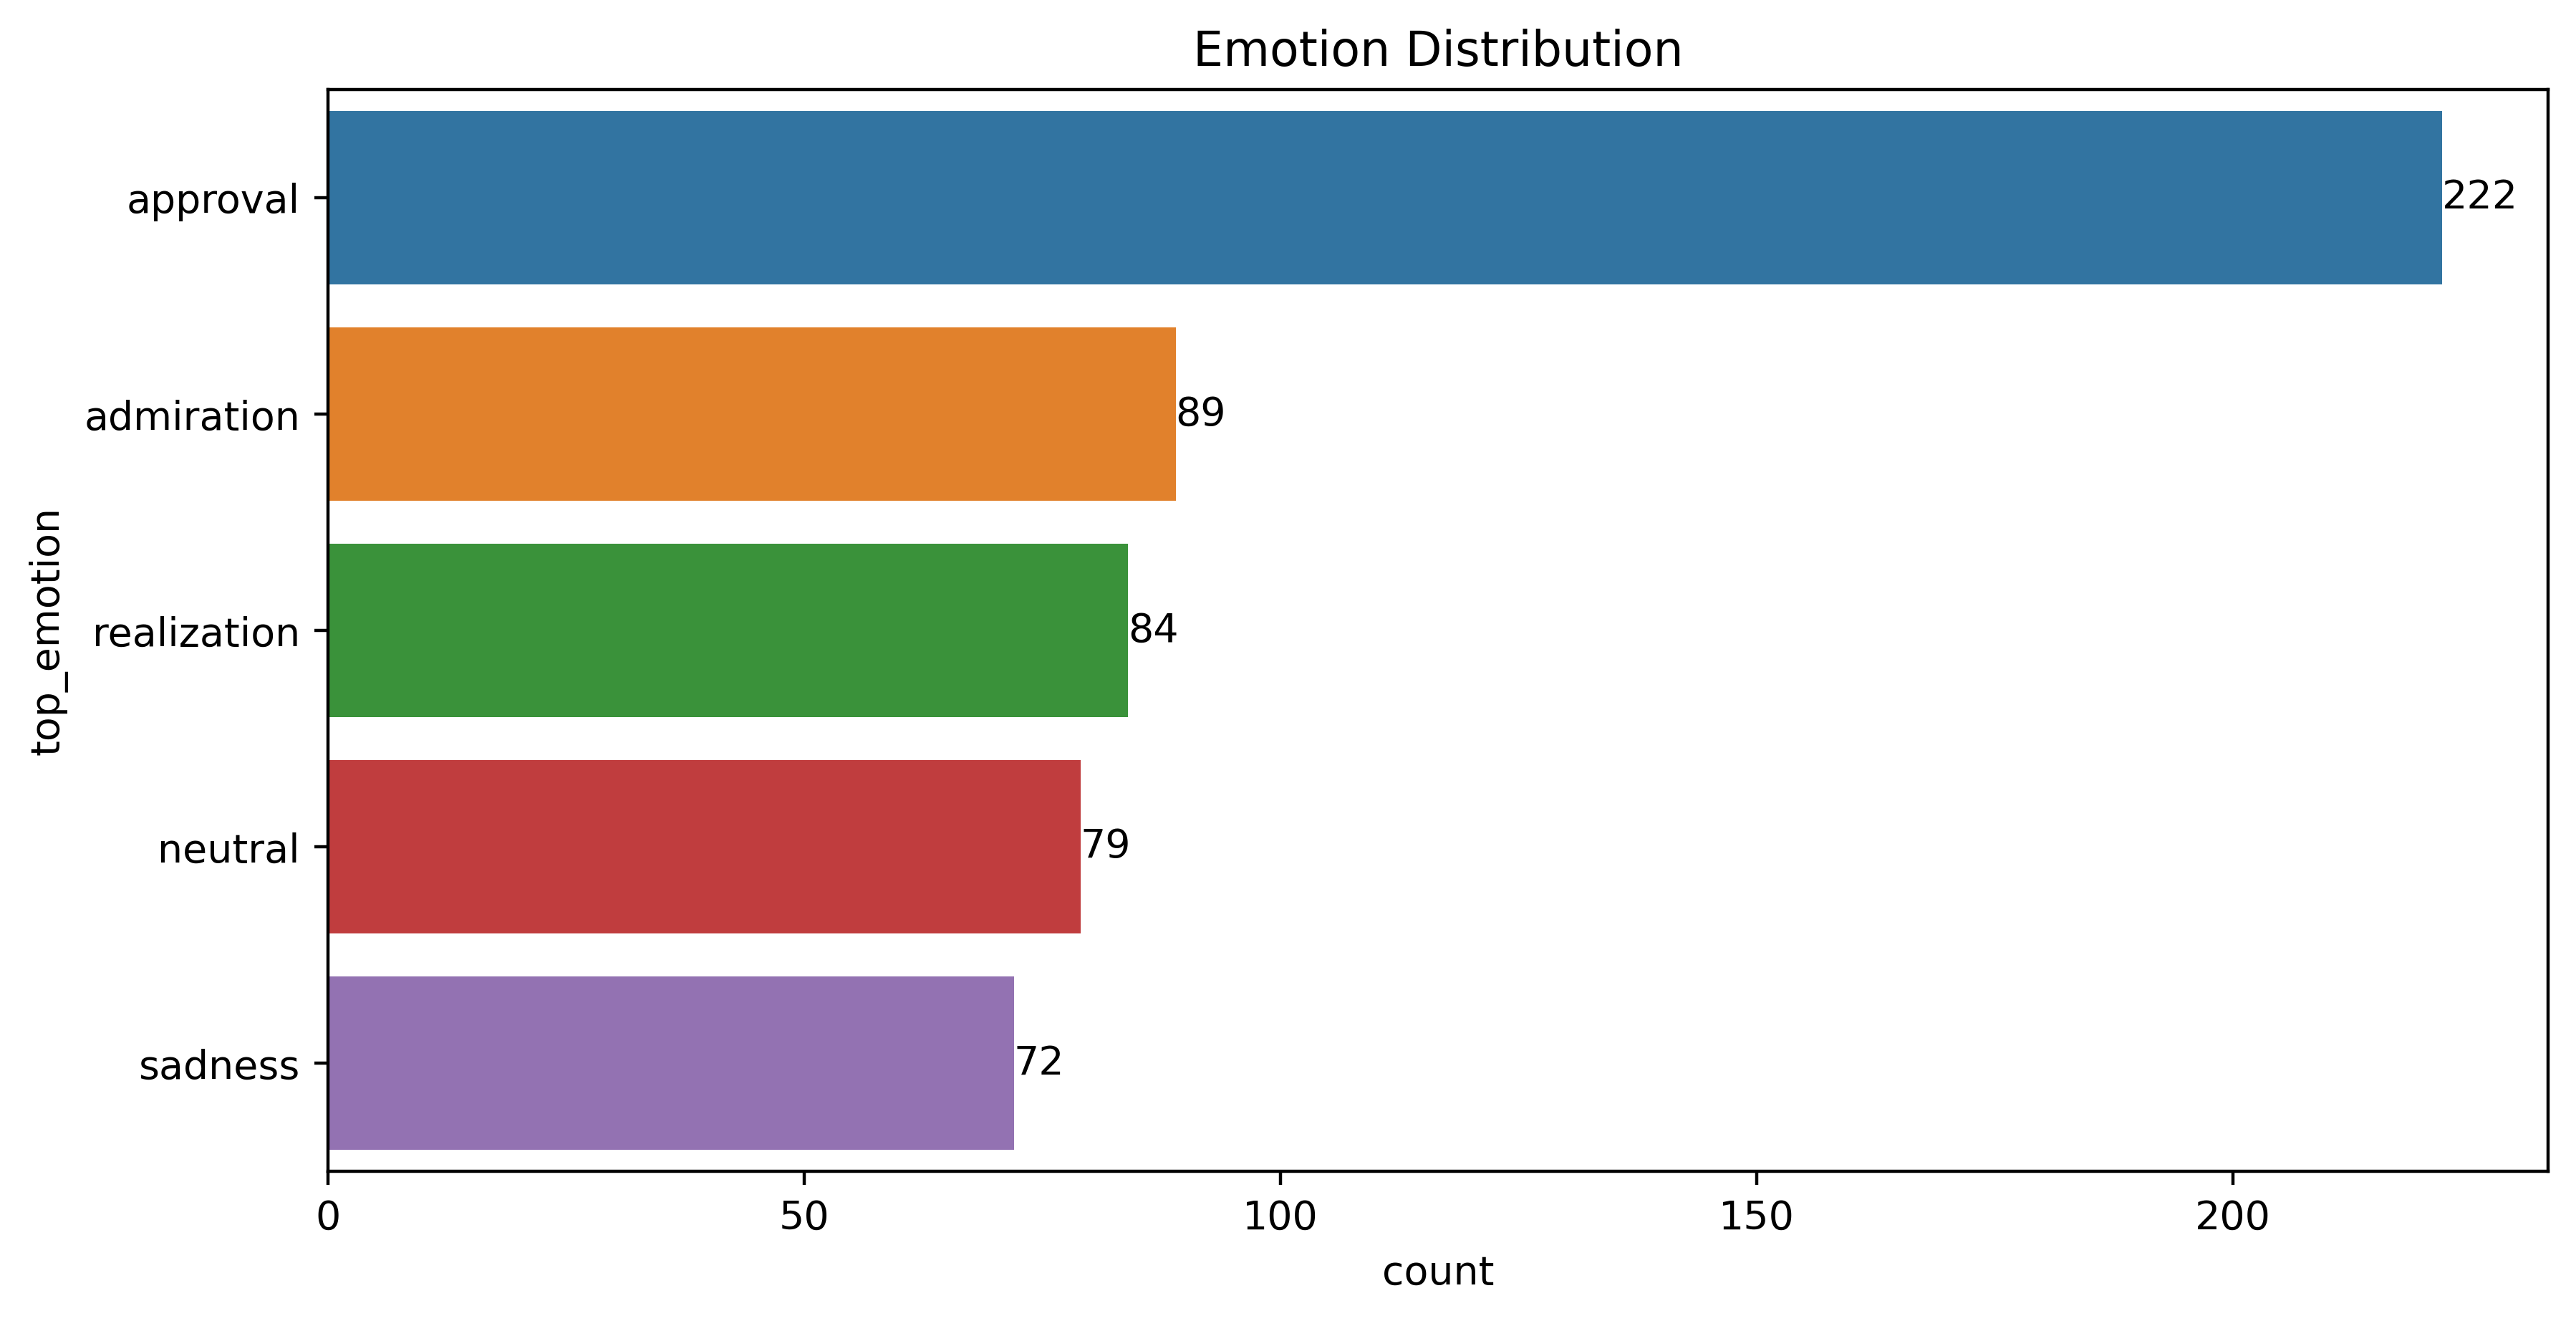 Emotion Distribution
approval
222
admiration
89
realization
84
neutral
79
sadness
72
top_emotion
0 50 100 150 200
count